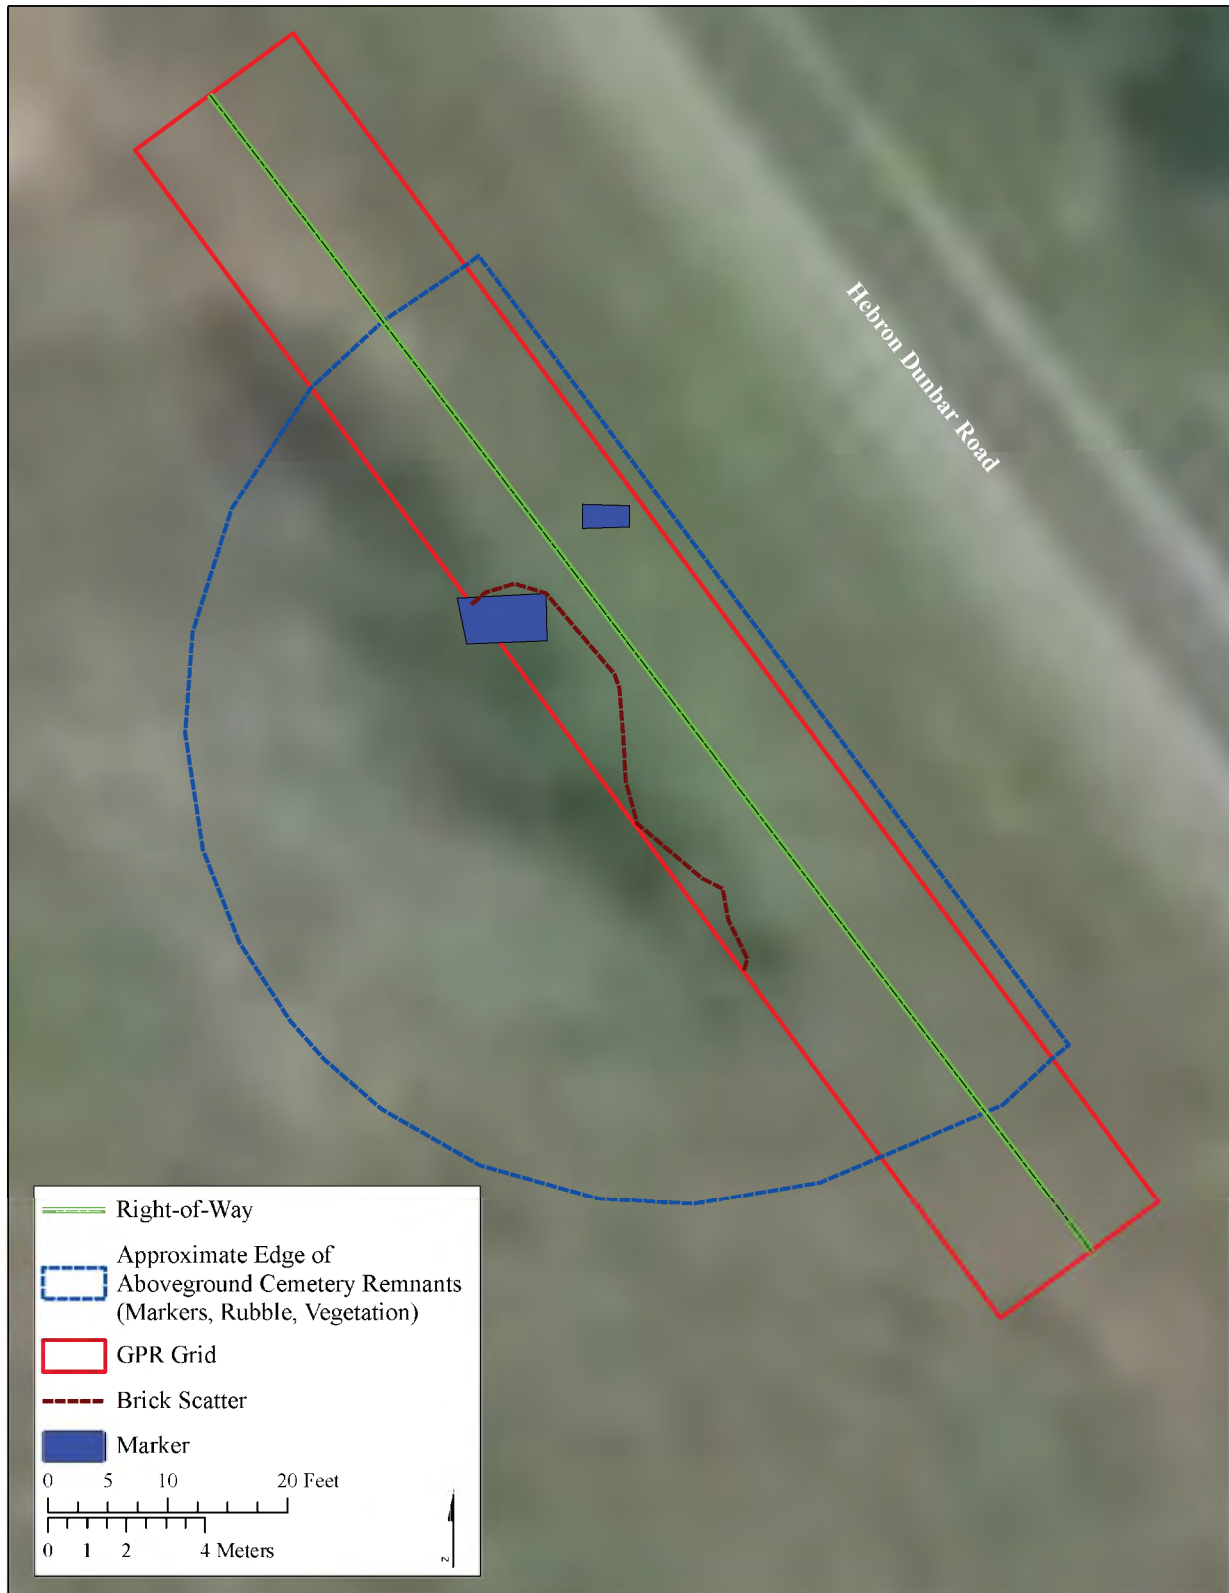 Hebron Dunbar Road
Right-of-Way
Approximate Edge of
Aboveground Cemetery Remnants
(Markers, Rubble, Vegetation)
GPR Grid
Brick Scatter
Marker
0 5 10 20 Feet
0 1 2 4 Meters
N